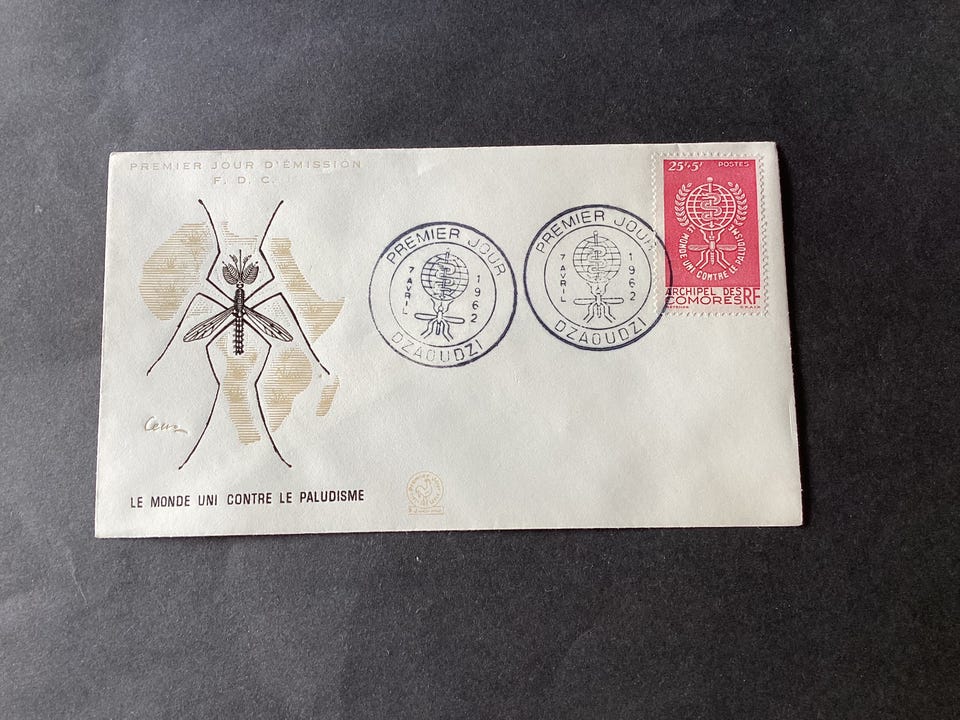 PREMIER JOUR D'ÉMISSION
F. D. C.
25F+5F POSTES
LE MONDE UNI CONTRE LE PALUDISME
ARCHIPEL DES
COMORES RF
PREMIER JOUR
7 AVRIL 1962
DZAOUDZI
PREMIER JOUR
7 AVRIL 1962
DZAOUDZI
LE MONDE UNI CONTRE LE PALUDISME